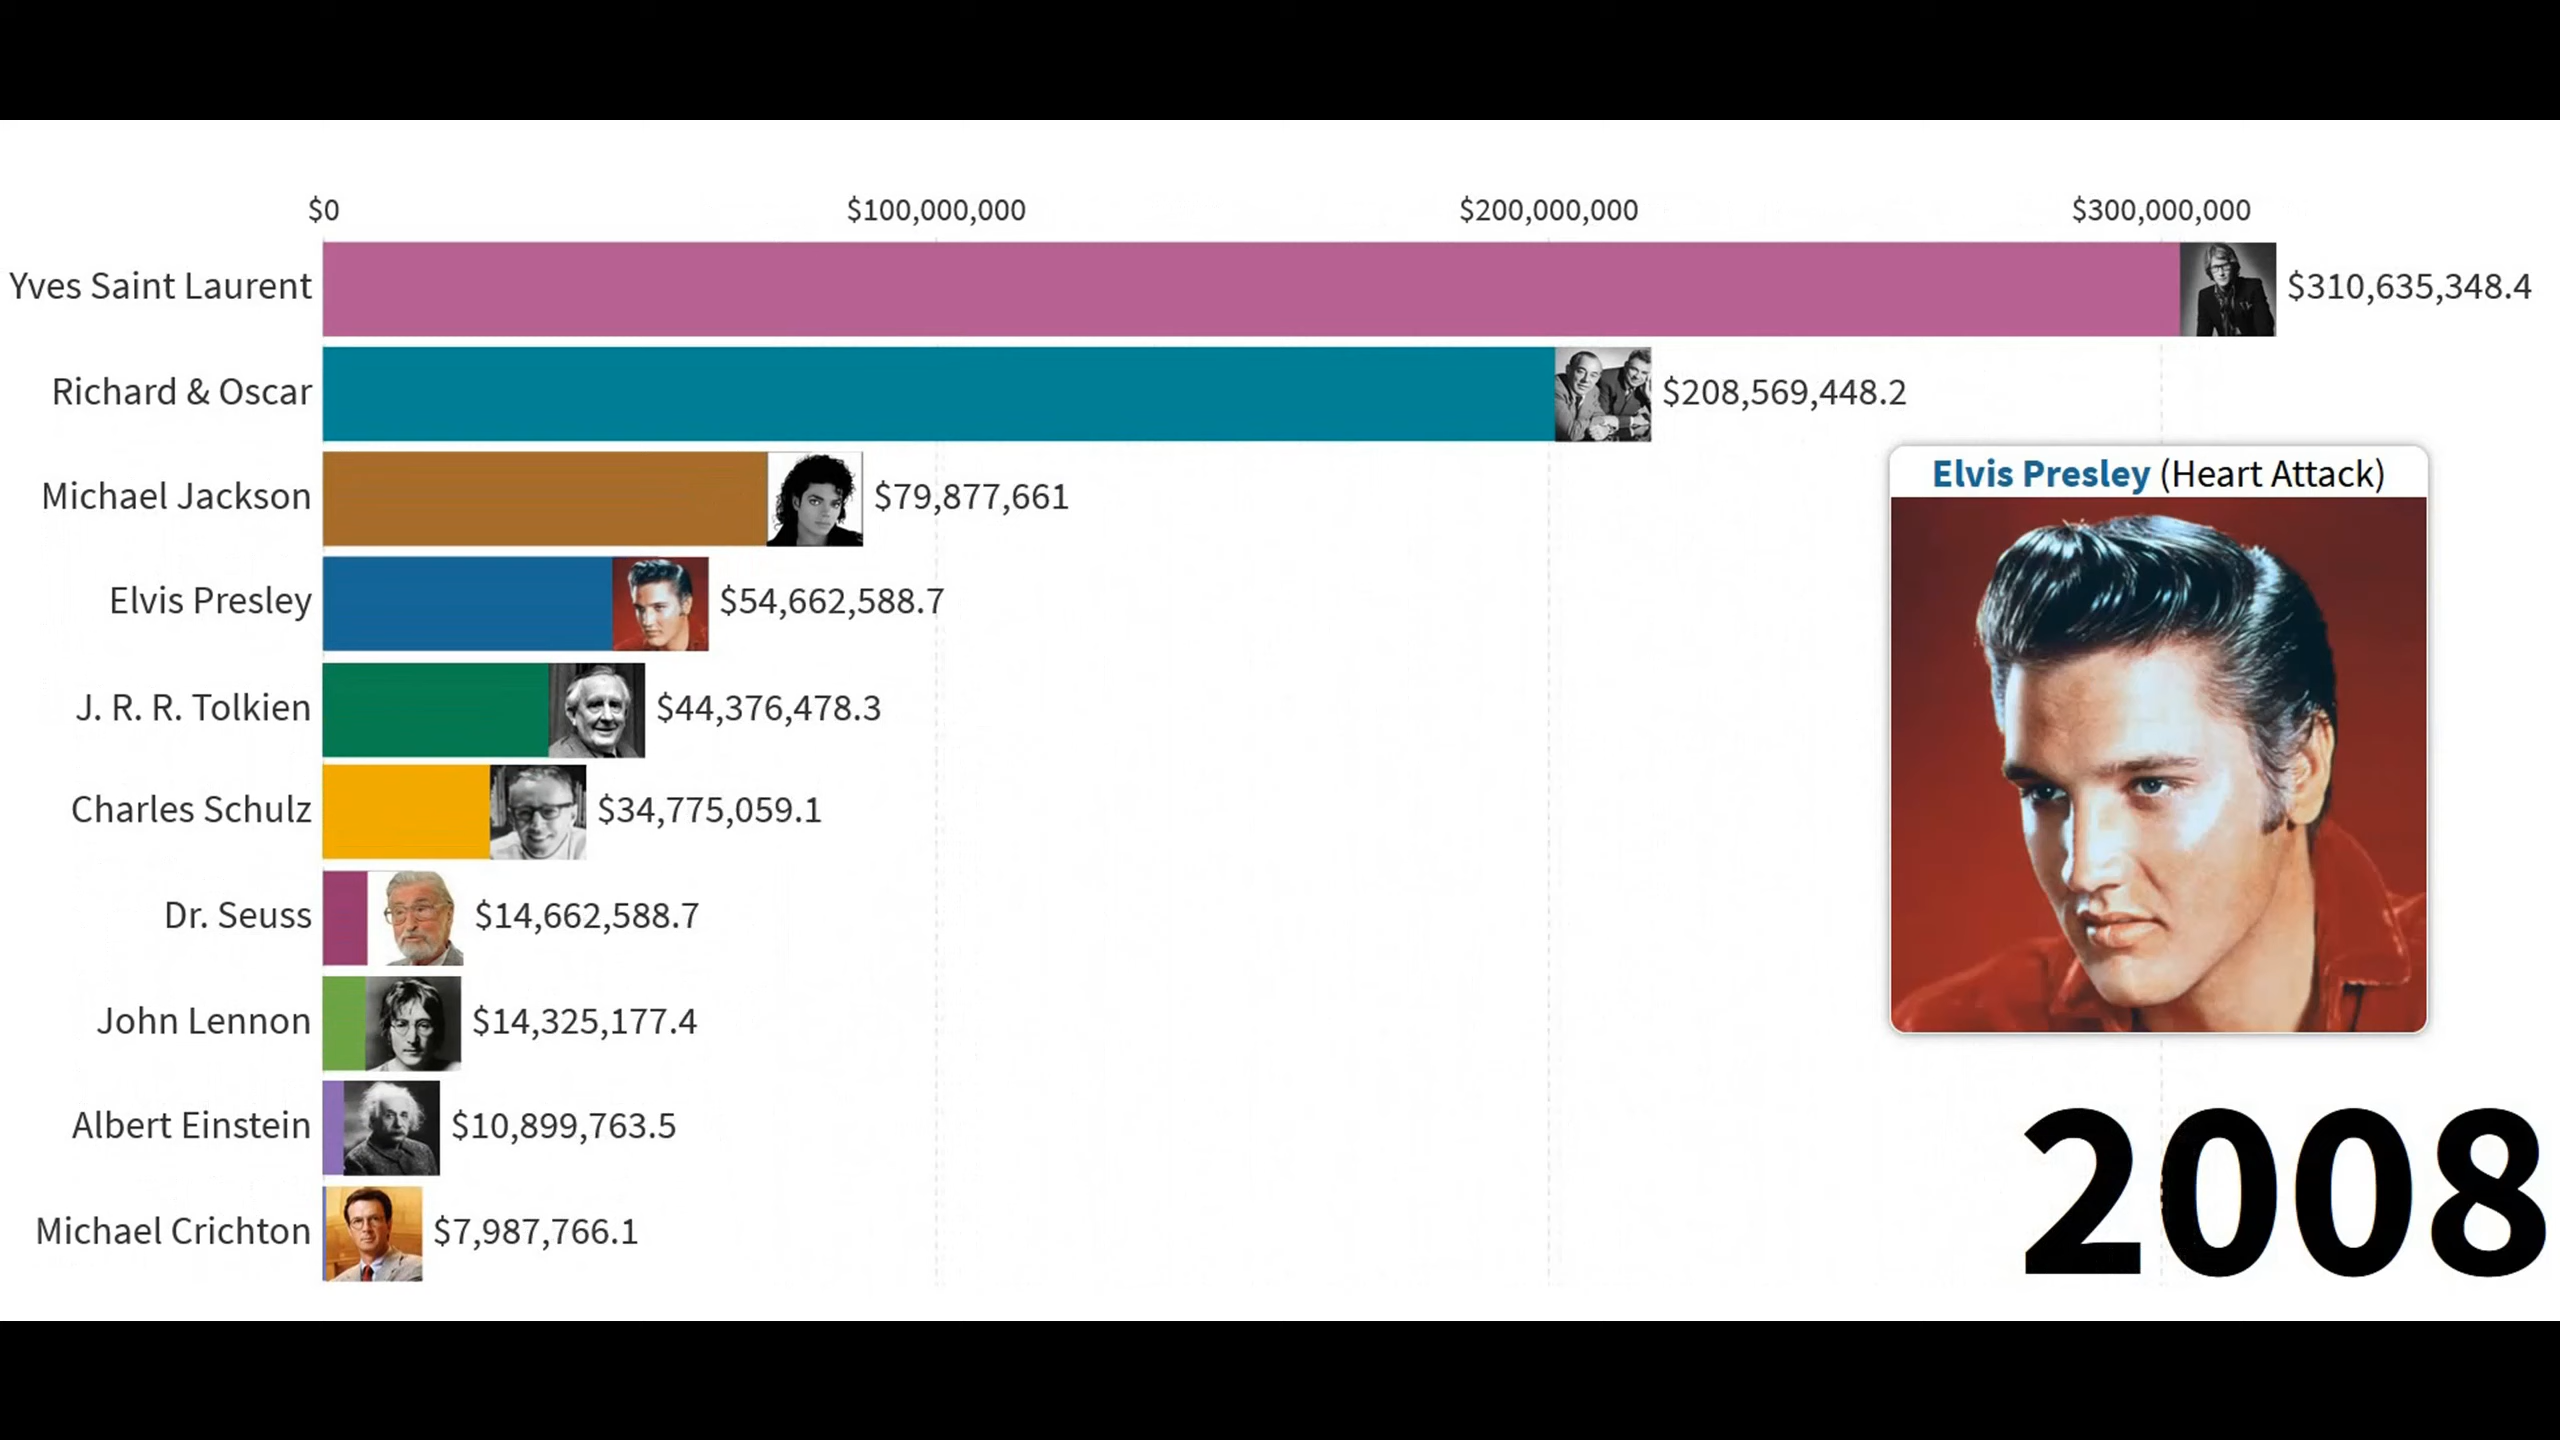 $0 $100,000,000 $200,000,000 $300,000,000
Yves Saint Laurent $310,635,348.4
Richard & Oscar $208,569,448.2
Michael Jackson $79,877,661
Elvis Presley (Heart Attack)
Elvis Presley $54,662,588.7
J. R. R. Tolkien $44,376,478.3
Charles Schulz $34,775,059.1
Dr. Seuss $14,662,588.7
John Lennon $14,325,177.4
Albert Einstein $10,899,763.5
Michael Crichton $7,987,766.1
2008